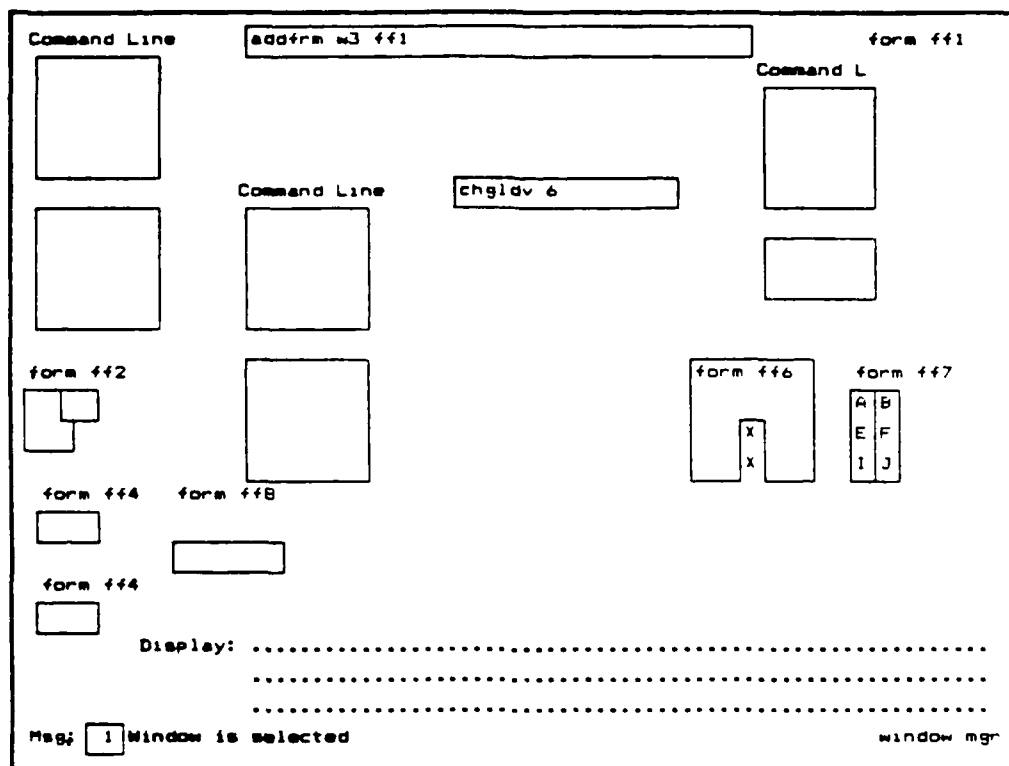 Command Line addfrm w3 ff1 form ff1
Command L
Command Line chgldv 6
form ff2 form ff6 form ff7
A B
X E F
X I J
form ff4 form ff8
form ff4
Display: ............................................................
............................................................
............................................................
Msg: 1 Window is selected window mgr